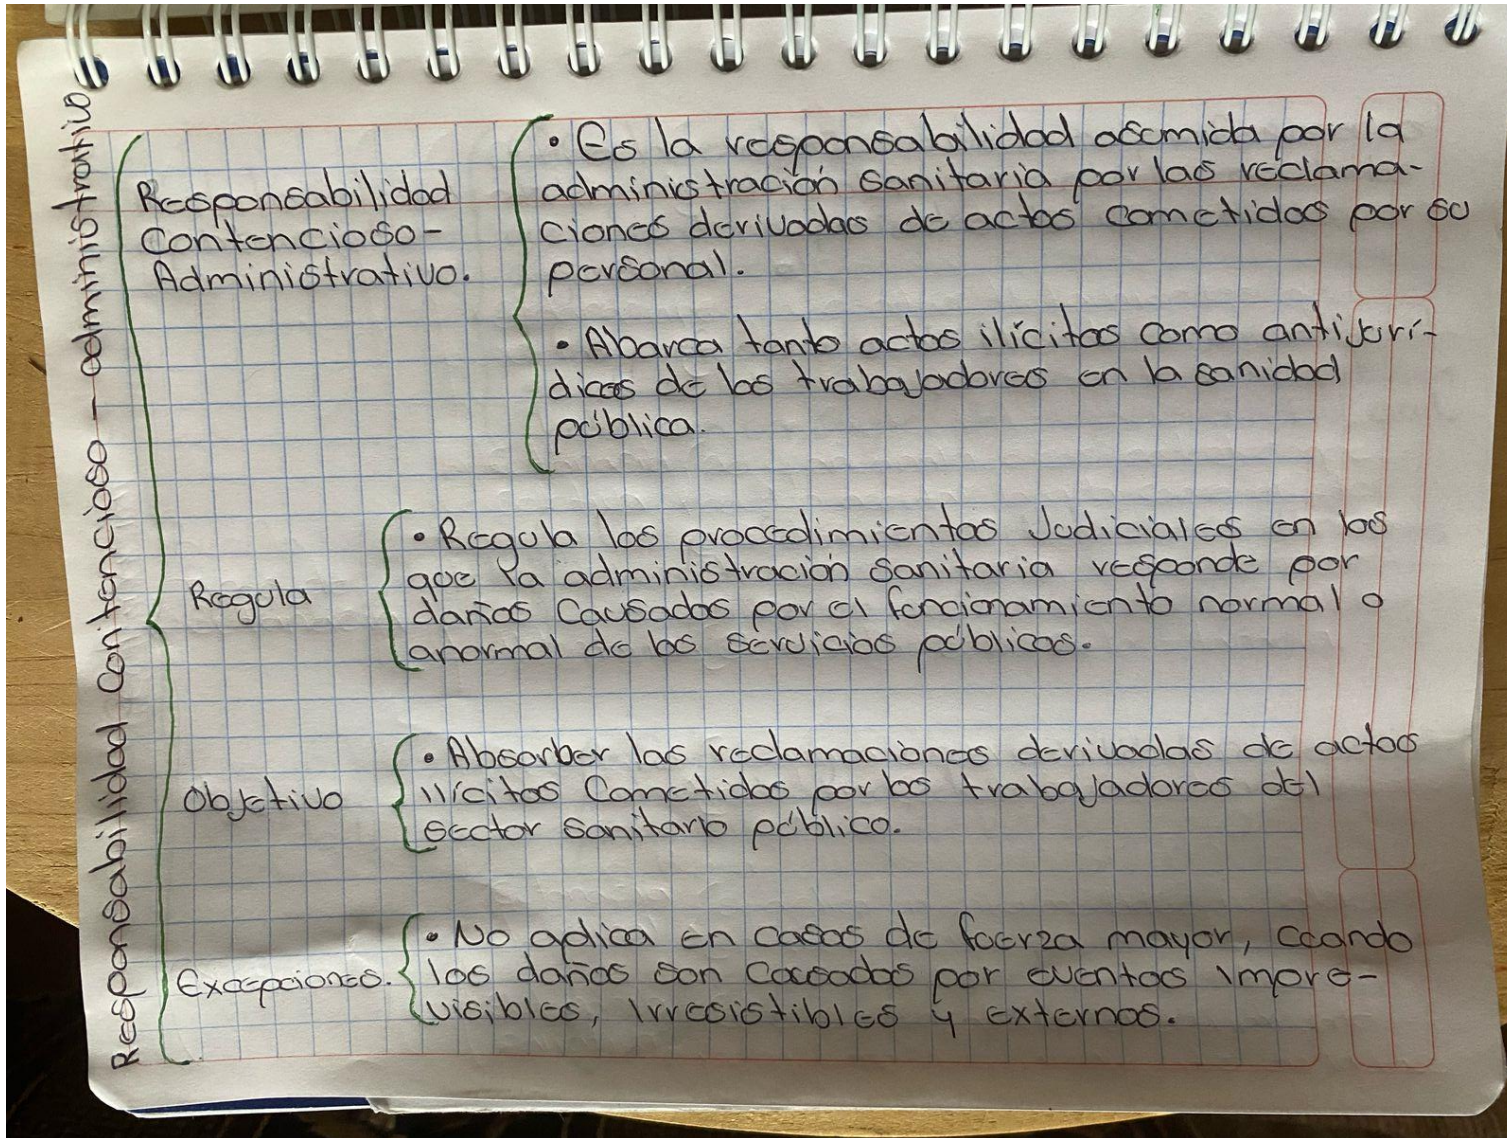 Responsabilidad Contencioso - administrativo
Responsabilidad
Contencioso-
Administrativo.
• Es la responsabilidad asumida por la
administración sanitaria por las reclama-
ciones derivadas de actos cometidos por su
personal.
• Abarca tanto actos ilícitos como antijurí-
dicos de los trabajadores en la sanidad
pública.
Regula
• Regula los procedimientos Judiciales en los
que la administración sanitaria responde por
daños Causados por el funcionamiento normal o
anormal de los servicios públicos.
Objetivo
• Absorber las reclamaciones derivadas de actos
ilícitos Cometidos por los trabajadores del
sector sanitario público.
Excepciones.
• No aplica en casos de fuerza mayor, cuando
los daños son causados por eventos impre-
visibles, irresistibles y externos.